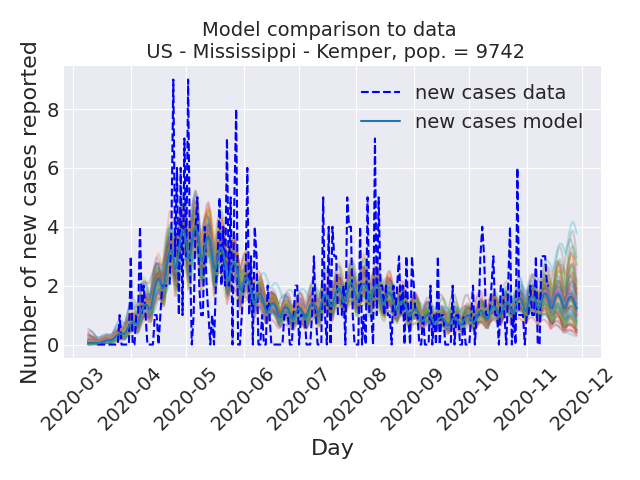 Model comparison to data
US - Mississippi - Kemper, pop. = 9742
Number of new cases reported
8
6
4
2
0
new cases data
new cases model
2020-03
2020-04
2020-05
2020-06
2020-07
2020-08
2020-09
2020-10
2020-11
2020-12
Day